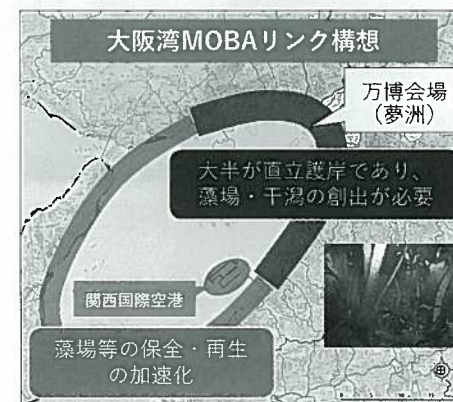 大阪湾MOBAリンク構想
万博会場
（夢洲）
大半が直立護岸であり、
藻場・干潟の創出が必要
関西国際空港
藻場等の保全・再生
の加速化